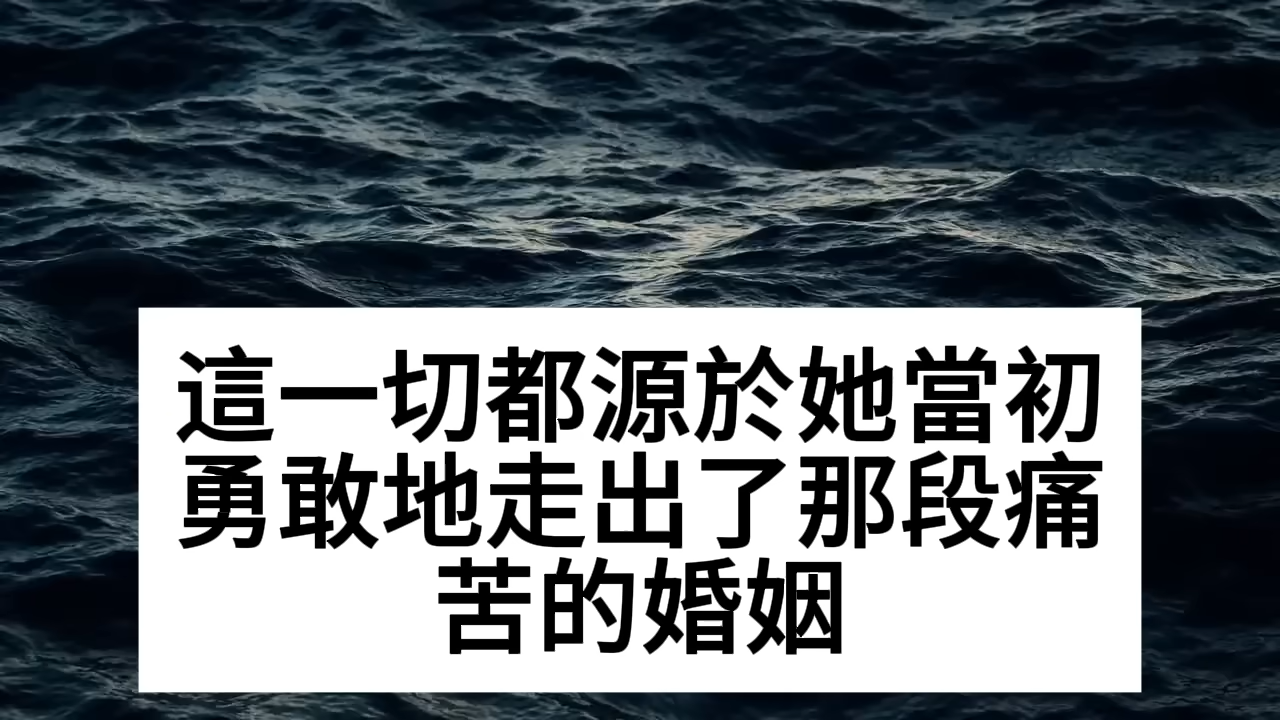 這一切都源於她當初
勇敢地走出了那段痛
苦的婚姻